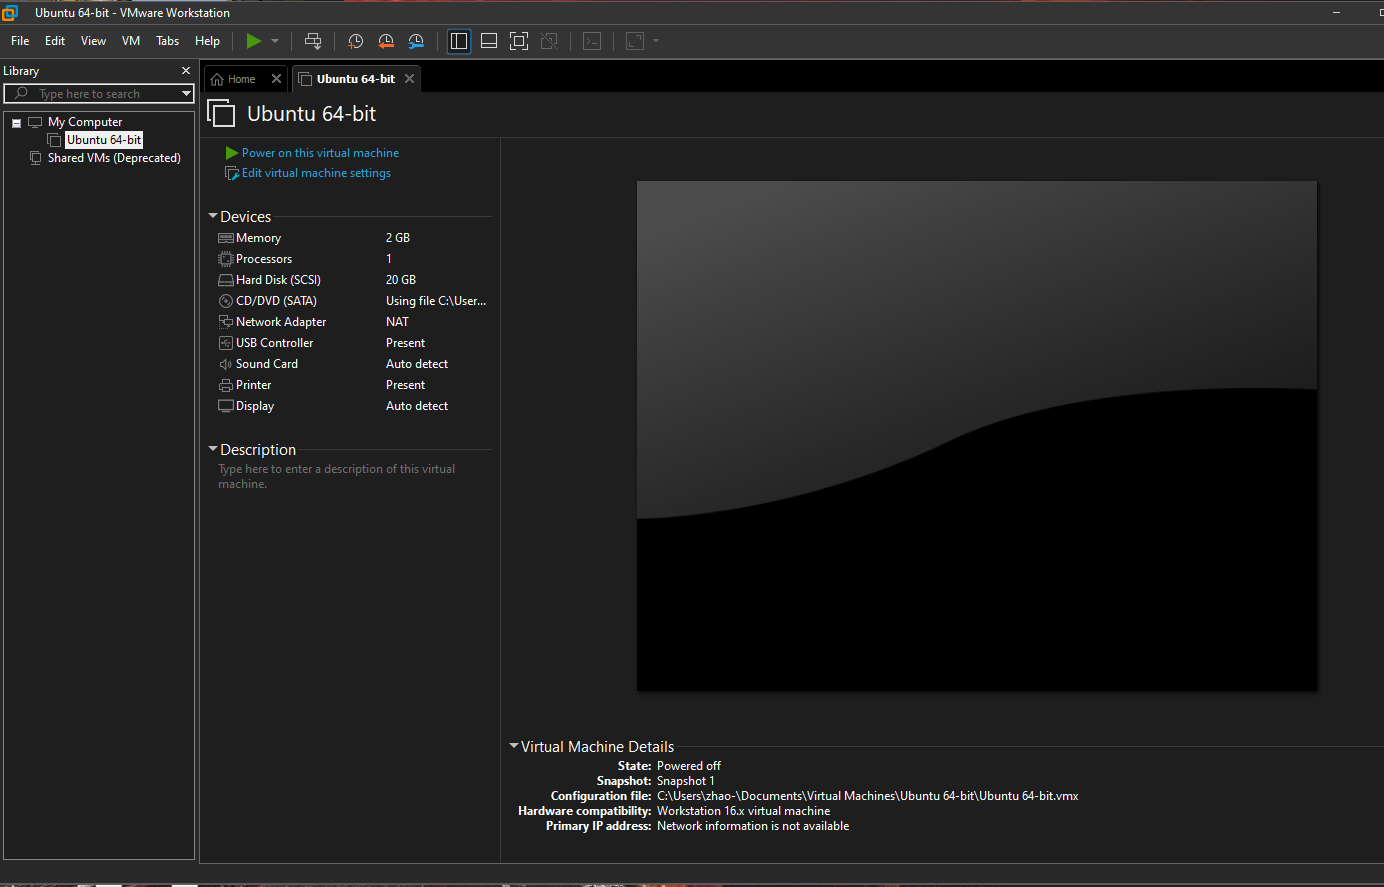 Ubuntu 64-bit - VMware Workstation
File Edit View VM Tabs Help
Library
Type here to search
My Computer
Ubuntu 64-bit
Shared VMs (Deprecated)
Home
Ubuntu 64-bit
Ubuntu 64-bit
Power on this virtual machine
Edit virtual machine settings
Devices
Memory 2 GB
Processors 1
Hard Disk (SCSI) 20 GB
CD/DVD (SATA) Using file C:\User...
Network Adapter NAT
USB Controller Present
Sound Card Auto detect
Printer Present
Display Auto detect
Description
Type here to enter a description of this virtual
machine.
Virtual Machine Details
State: Powered off
Snapshot: Snapshot 1
Configuration file: C:\Users\zhao-\Documents\Virtual Machines\Ubuntu 64-bit\Ubuntu 64-bit.vmx
Hardware compatibility: Workstation 16.x virtual machine
Primary IP address: Network information is not available